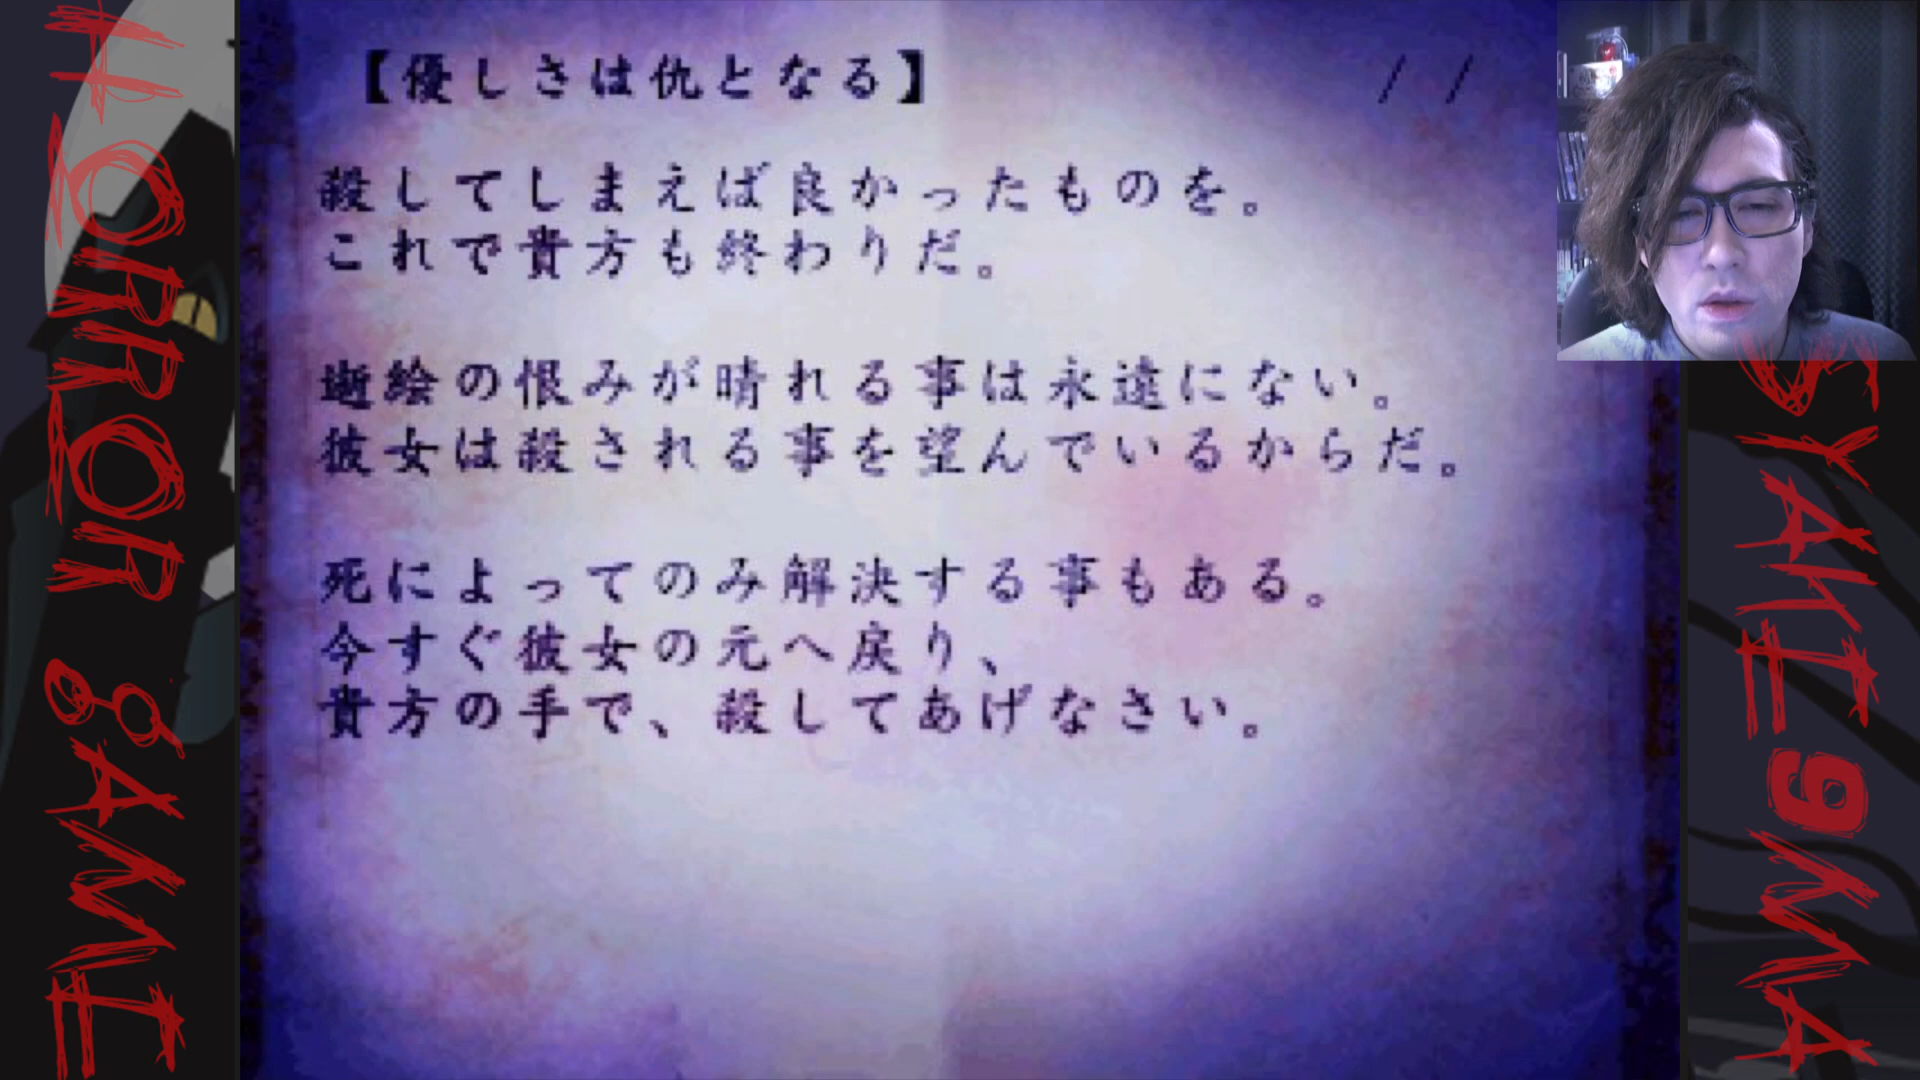 【優しさは仇となる】
//
殺してしまえば良かったものを。
これで貴方も終わりだ。
逝絵の恨みが晴れる事は永遠にない。
彼女は殺される事を望んでいるからだ。
死によってのみ解決する事もある。
今すぐ彼女の元へ戻り、
貴方の手で、殺してあげなさい。
HORROR gAME
SYAKE9AMA